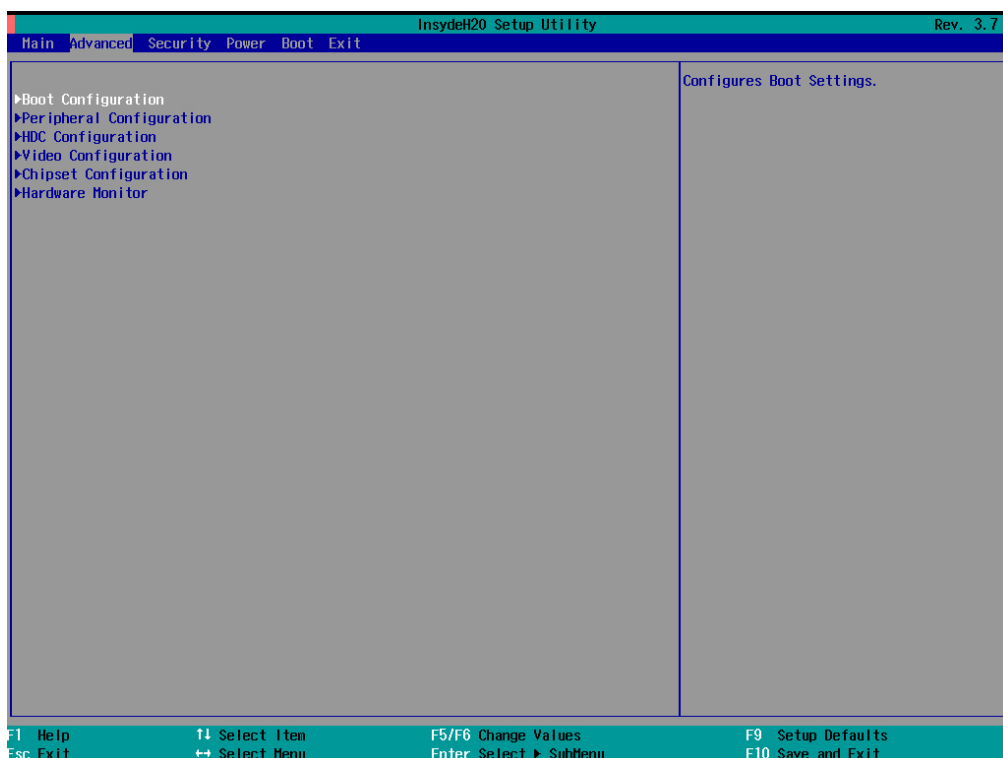 InsydeH20 Setup Utility Rev. 3.7
Main Advanced Security Power Boot Exit
Configures Boot Settings.
▶Boot Configuration
▶Peripheral Configuration
▶HDC Configuration
▶Video Configuration
▶Chipset Configuration
▶Hardware Monitor
F1 Help ↑↓ Select Item F5/F6 Change Values F9 Setup Defaults
Esc Exit ←→ Select Menu Enter Select ▶ SubMenu F10 Save and Exit